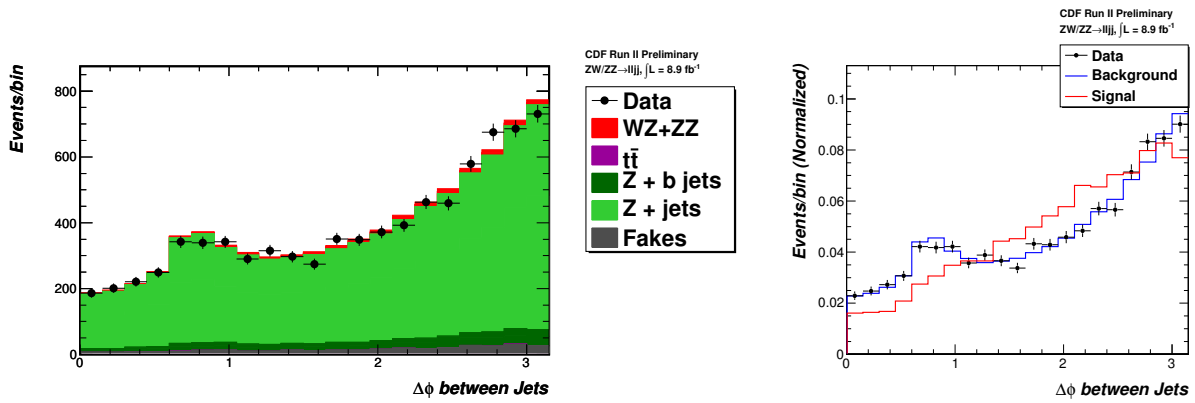 CDF Run II Preliminary
ZW/ZZ→lljj, ∫L = 8.9 fb⁻¹
Events/bin
800
600
400
200
0
0
1
2
3
Δϕ between Jets
Data
WZ+ZZ
tt̄
Z + b jets
Z + jets
Fakes
CDF Run II Preliminary
ZW/ZZ→lljj, ∫L = 8.9 fb⁻¹
Data
Background
Signal
Events/bin (Normalized)
0.1
0.08
0.06
0.04
0.02
0
0
1
2
3
Δϕ between Jets